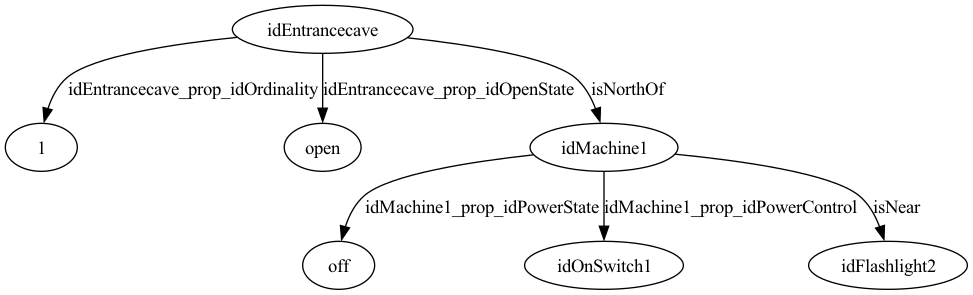 idEntrancecave
idEntrancecave_prop_idOrdinality
idEntrancecave_prop_idOpenState
isNorthOf
1
open
idMachine1
idMachine1_prop_idPowerState
idMachine1_prop_idPowerControl
isNear
off
idOnSwitch1
idFlashlight2